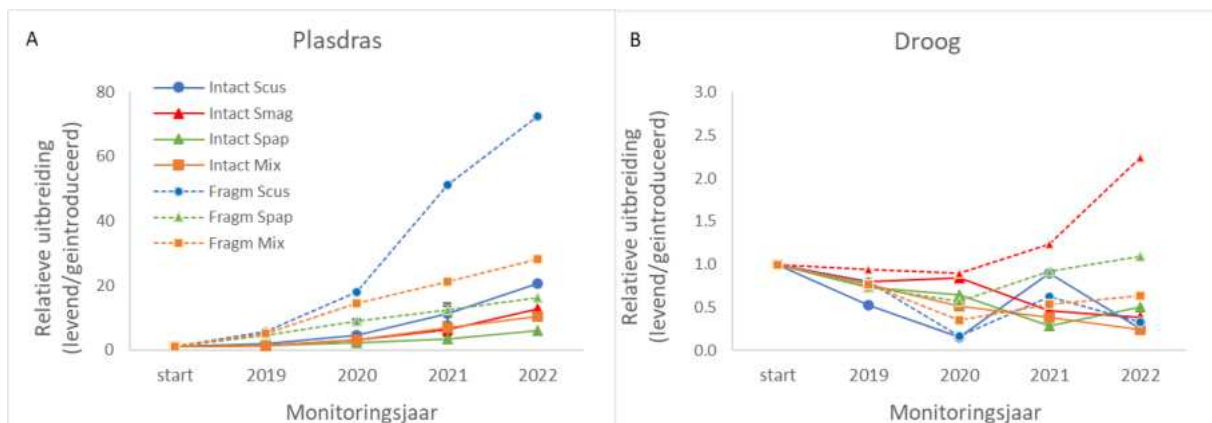 A
Plasdras
Relatieve uitbreiding
(levend/geintroduceerd)
80
60
40
20
0
Intact Scus
Intact Smag
Intact Spap
Intact Mix
Fragm Scus
Fragm Spap
Fragm Mix
start
2019
2020
2021
2022
Monitoringsjaar
B
Droog
Relatieve uitbreiding
(levend/geintroduceerd)
3.0
2.5
2.0
1.5
1.0
0.5
0.0
start
2019
2020
2021
2022
Monitoringsjaar